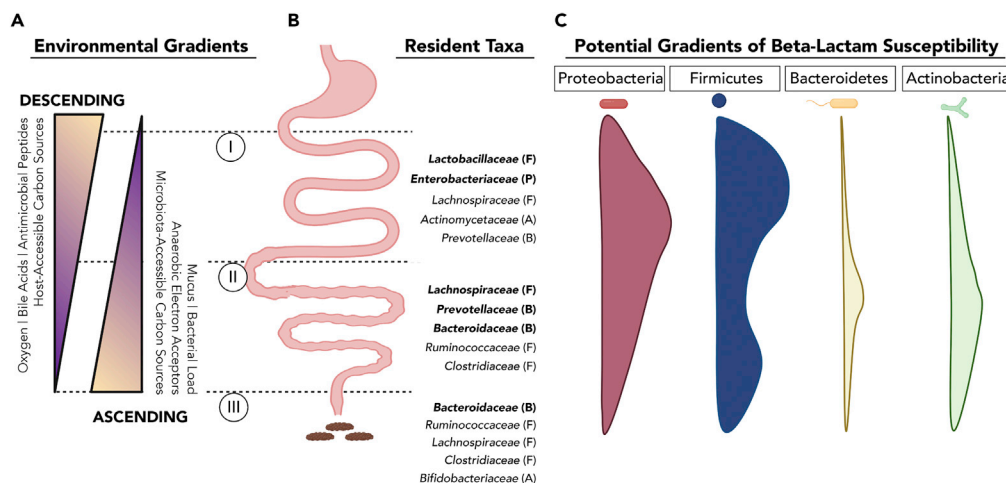 A
Environmental Gradients
DESCENDING
Oxygen | Bile Acids | Antimicrobial Peptides
Host-Accessible Carbon Sources
Mucus | Bacterial Load
Anaerobic Electron Acceptors
Microbiota-Accessible Carbon Sources
ASCENDING
B
Resident Taxa
I
Lactobacillaceae (F)
Enterobacteriaceae (P)
Lachnospiraceae (F)
Actinomycetaceae (A)
Prevotellaceae (B)
II
Lachnospiraceae (F)
Prevotellaceae (B)
Bacteroidaceae (B)
Ruminococcaceae (F)
Clostridiaceae (F)
III
Bacteroidaceae (B)
Ruminococcaceae (F)
Lachnospiraceae (F)
Clostridiaceae (F)
Bifidobacteriaceae (A)
C
Potential Gradients of Beta-Lactam Susceptibility
Proteobacteria
Firmicutes
Bacteroidetes
Actinobacteria